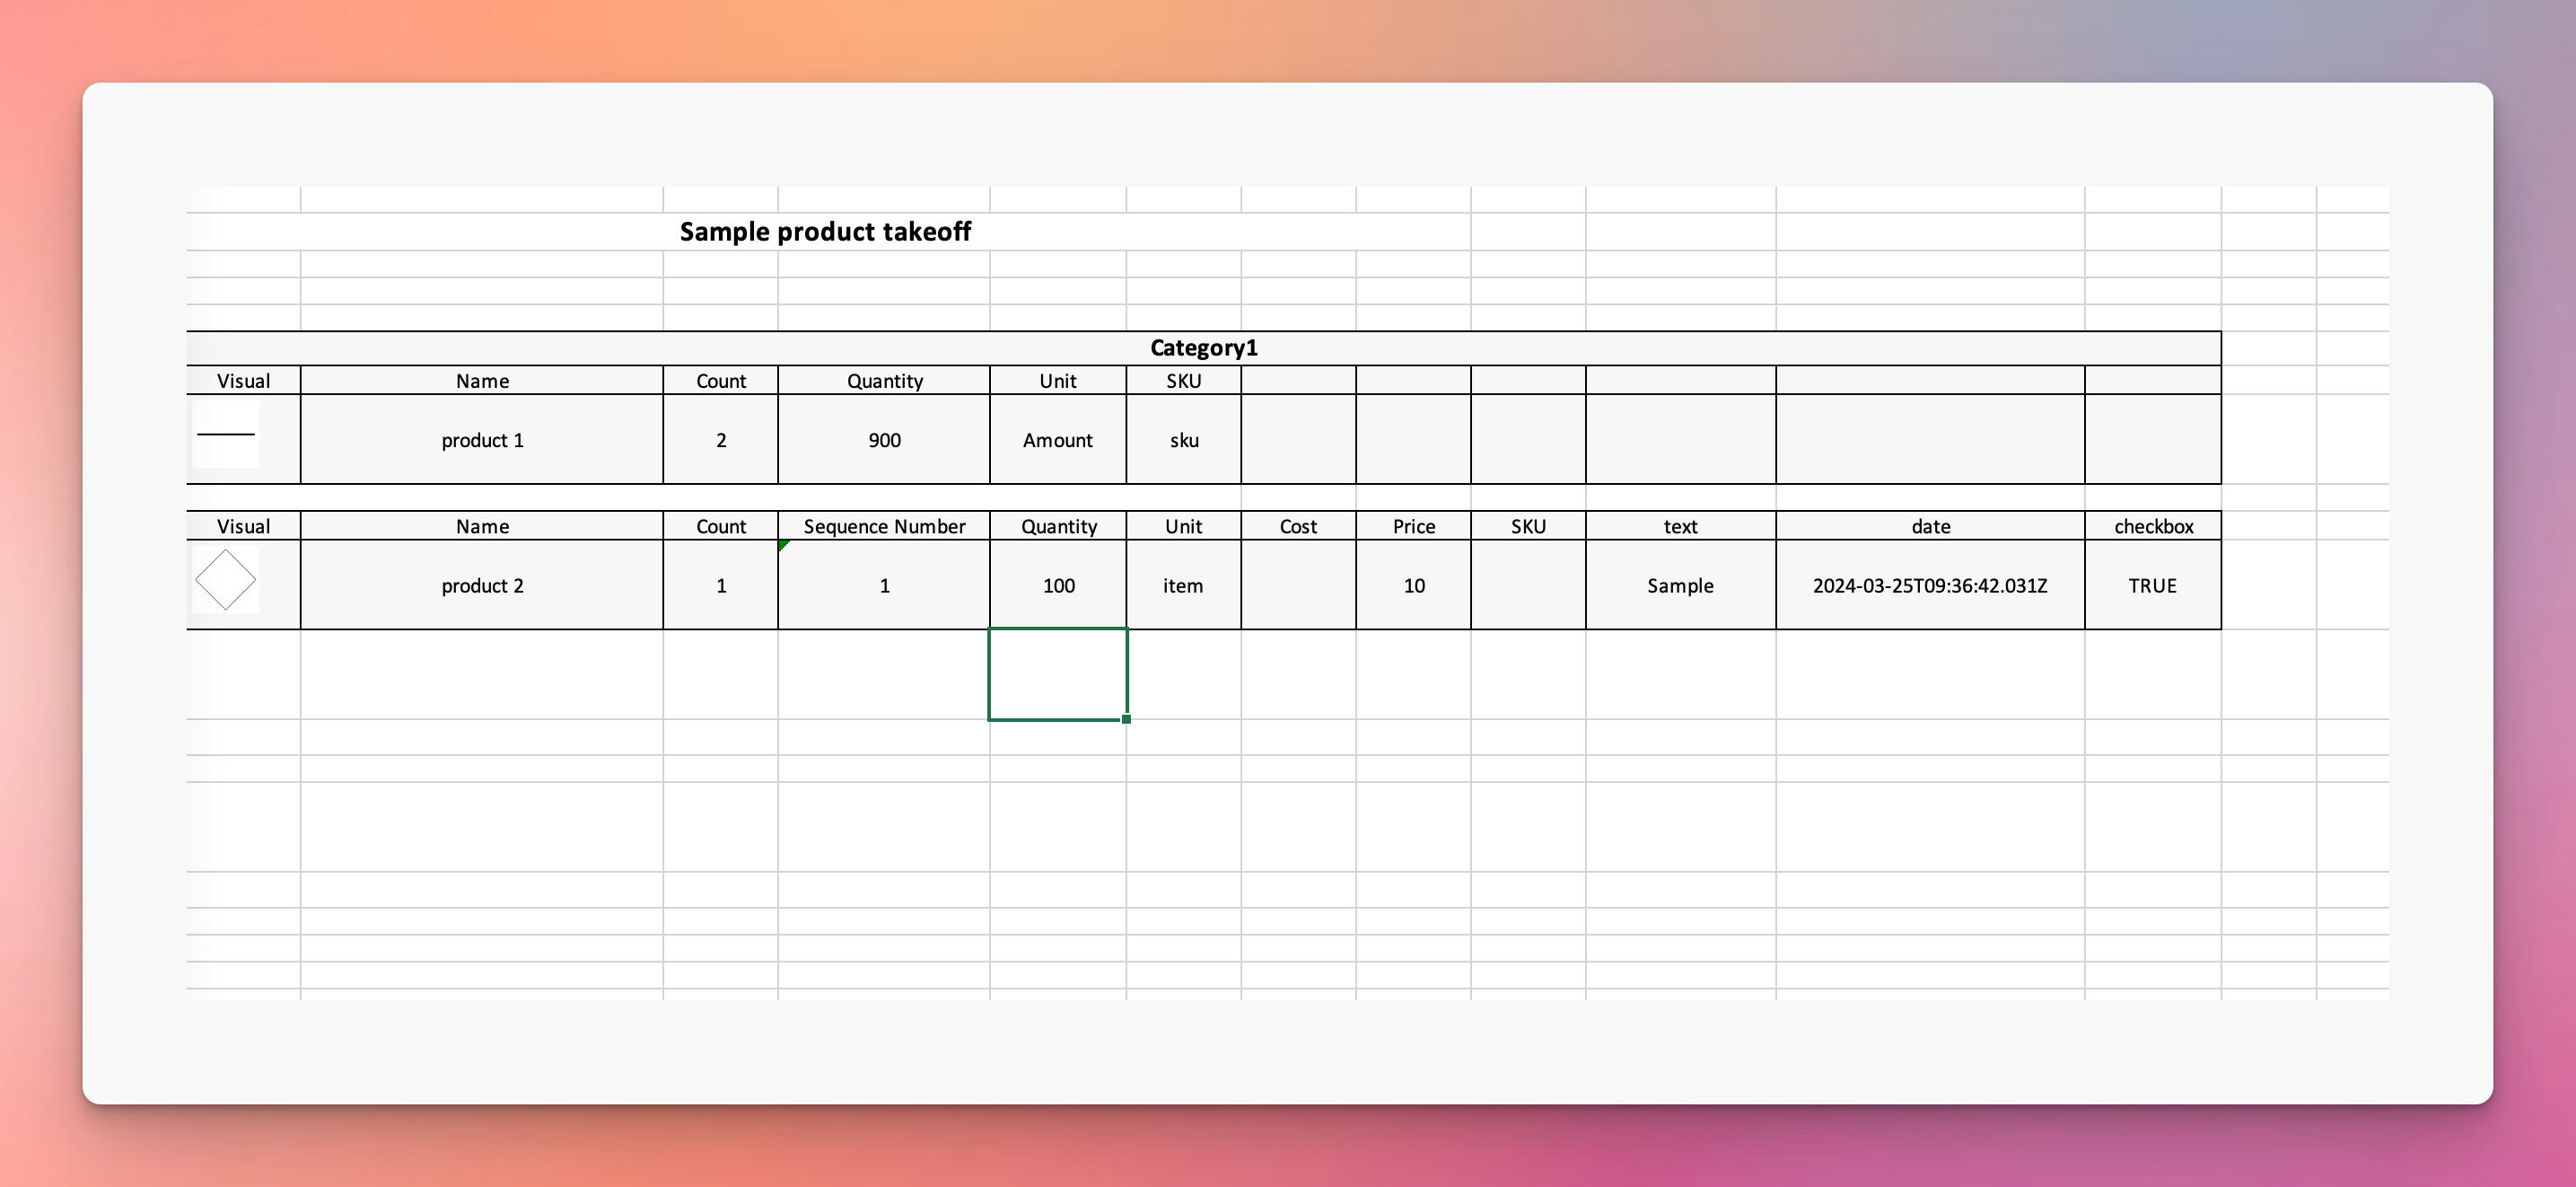 Sample product takeoff
Category1
Visual Name Count Quantity Unit SKU
product 1 2 900 Amount sku
Visual Name Count Sequence Number Quantity Unit Cost Price SKU text date checkbox
product 2 1 1 100 item 10 Sample 2024-03-25T09:36:42.031Z TRUE